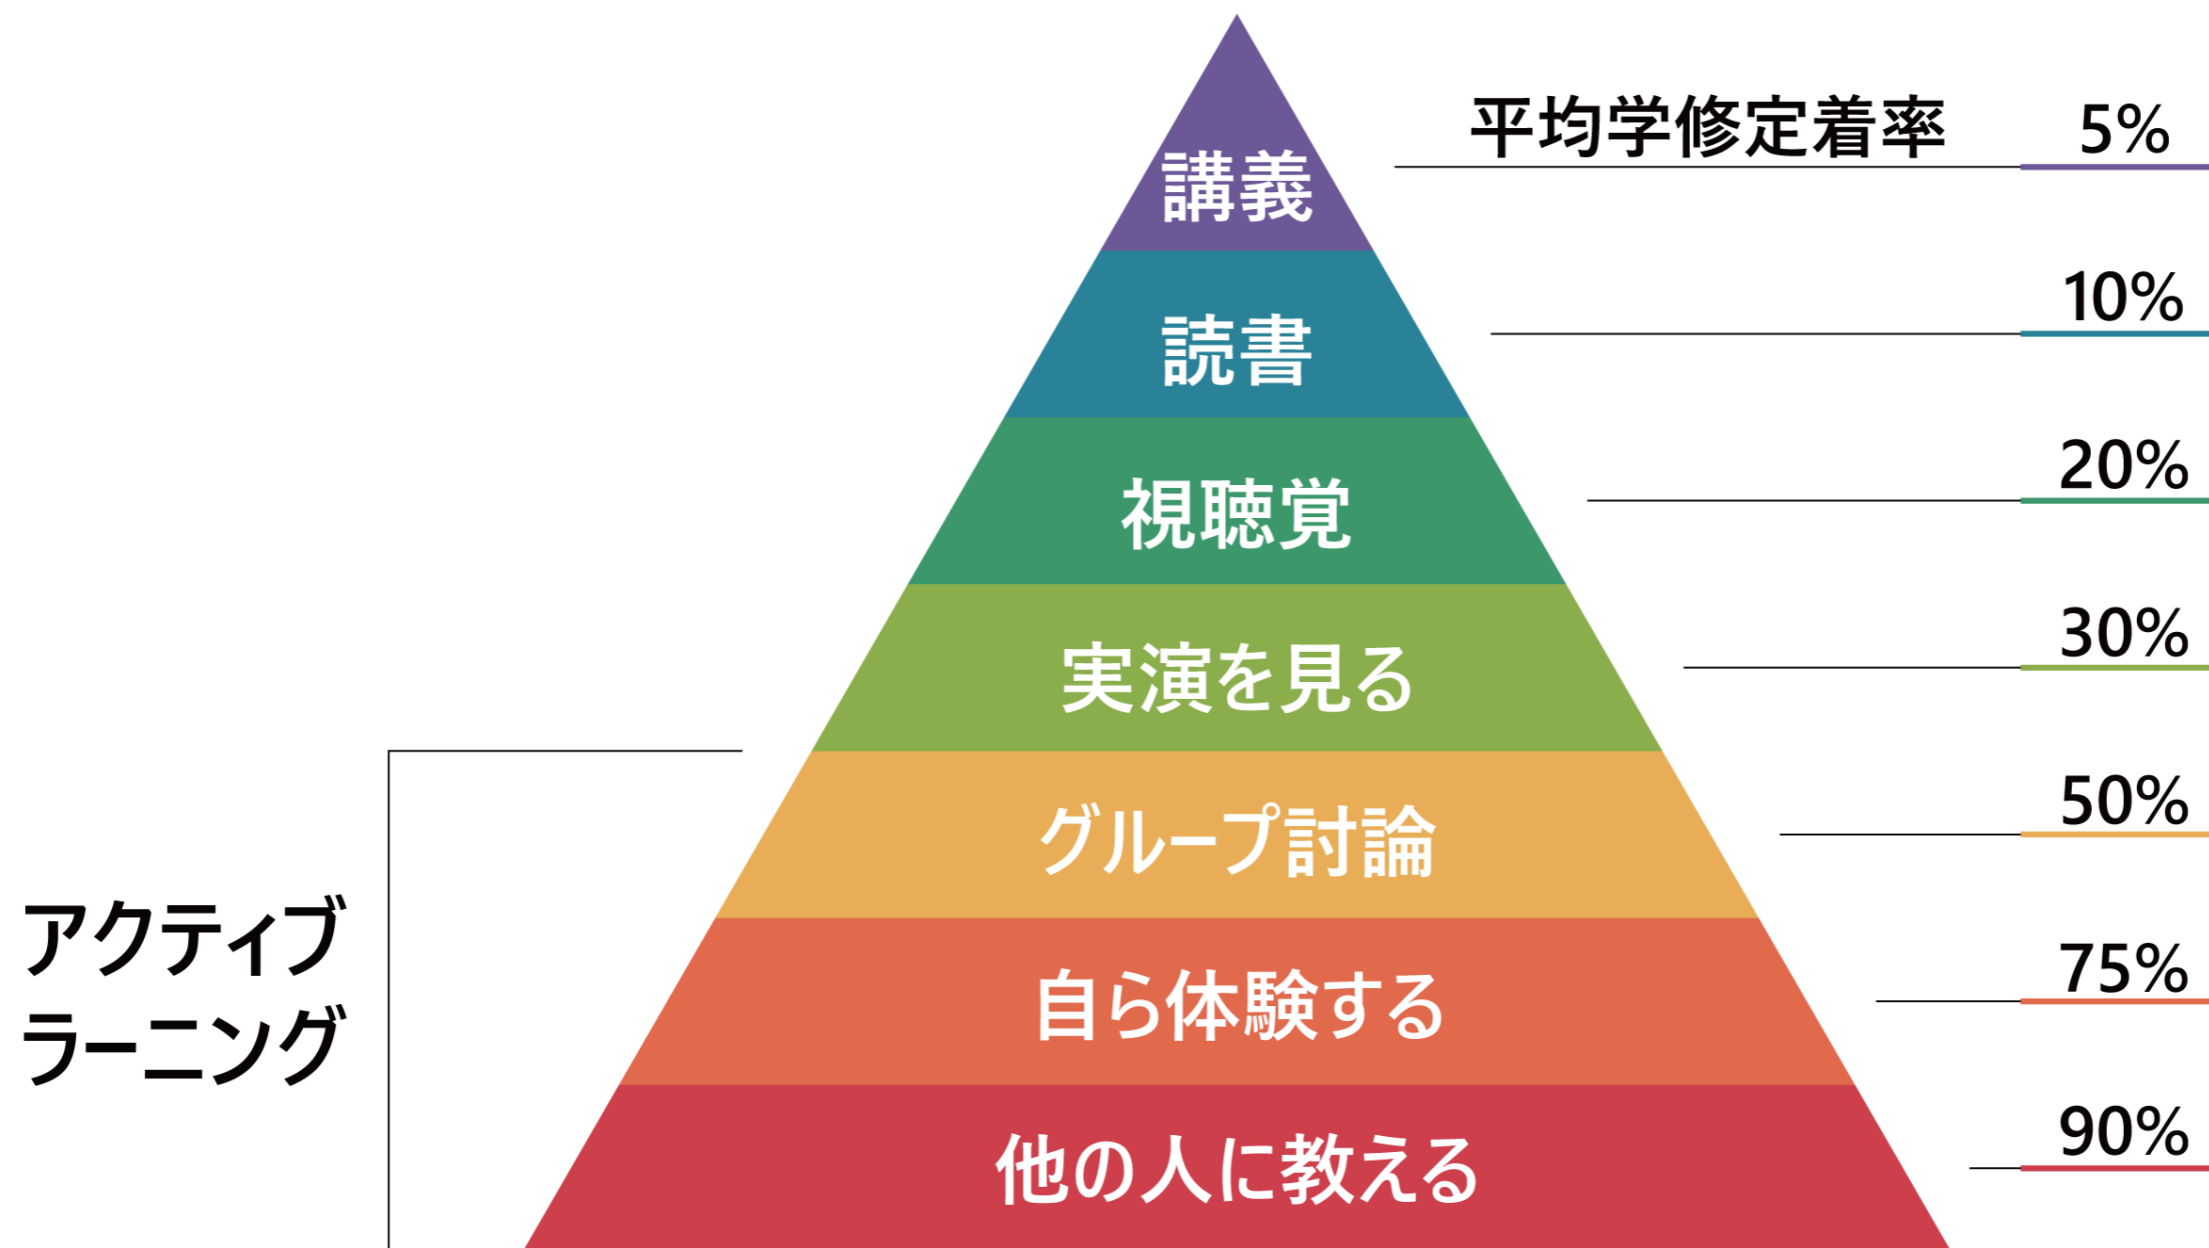 平均学修定着率 5%
講義
10%
読書
20%
視聴覚
30%
実演を見る
50%
グループ討論
アクティブ
ラーニング
75%
自ら体験する
90%
他の人に教える